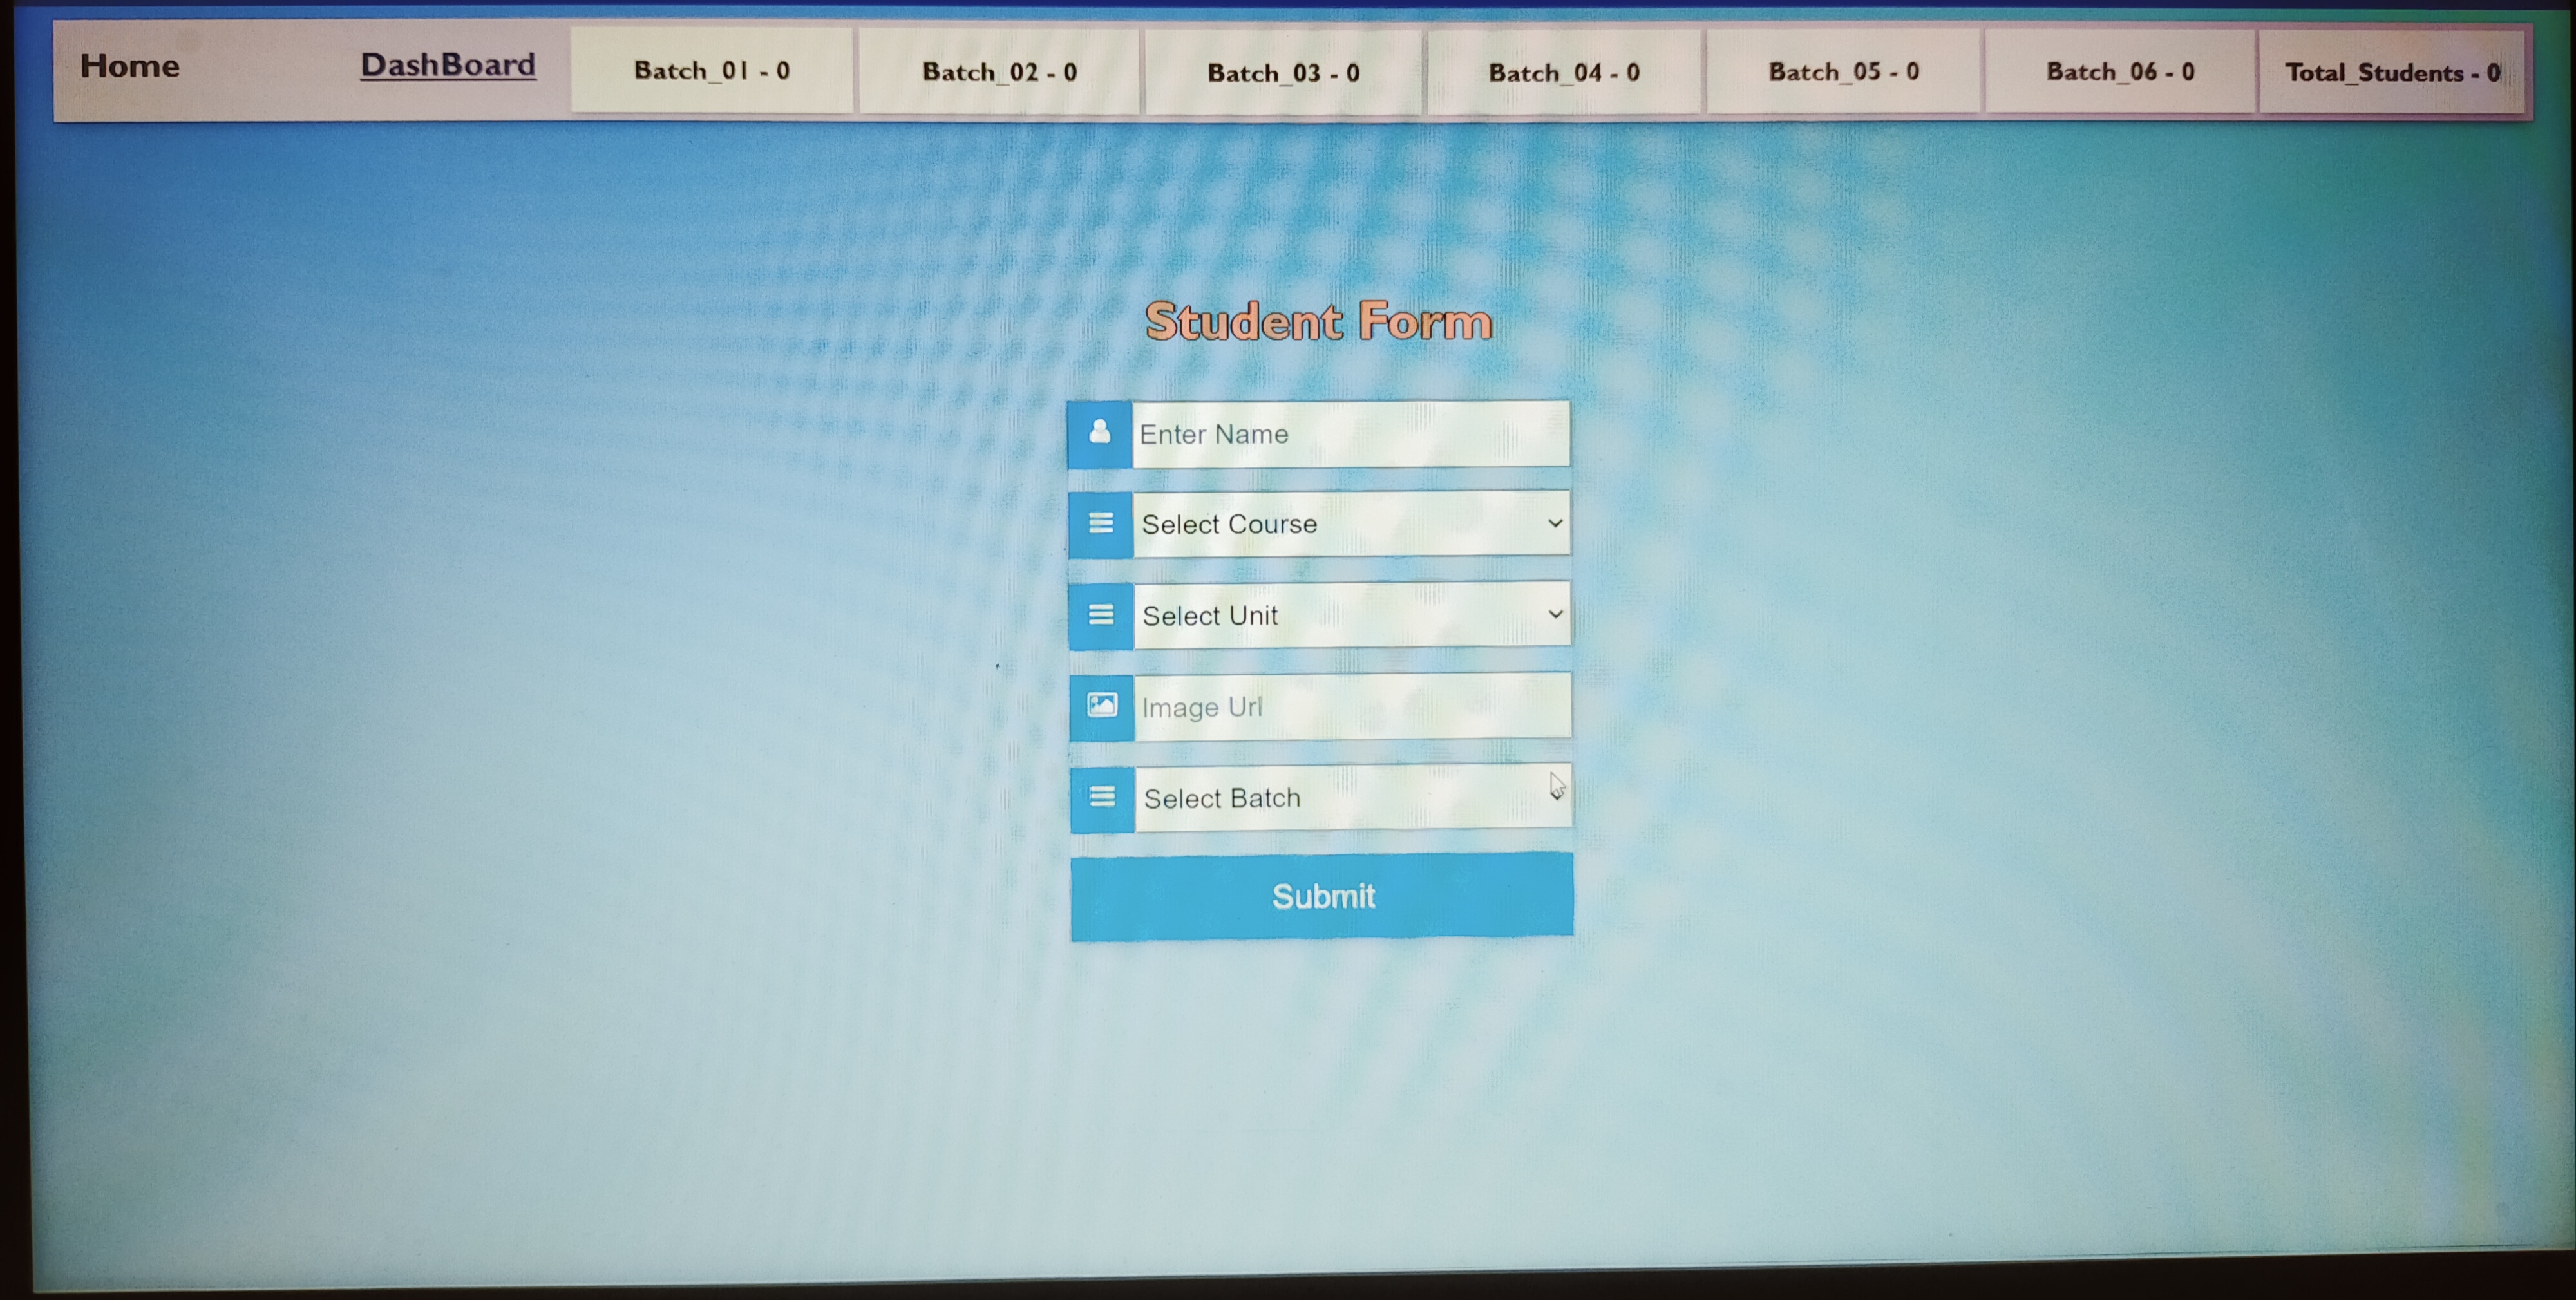 Home DashBoard Batch_01 - 0 Batch_02 - 0 Batch_03 - 0 Batch_04 - 0 Batch_05 - 0 Batch_06 - 0 Total_Students - 0
Student Form
Enter Name
Select Course
Select Unit
Image Url
Select Batch
Submit